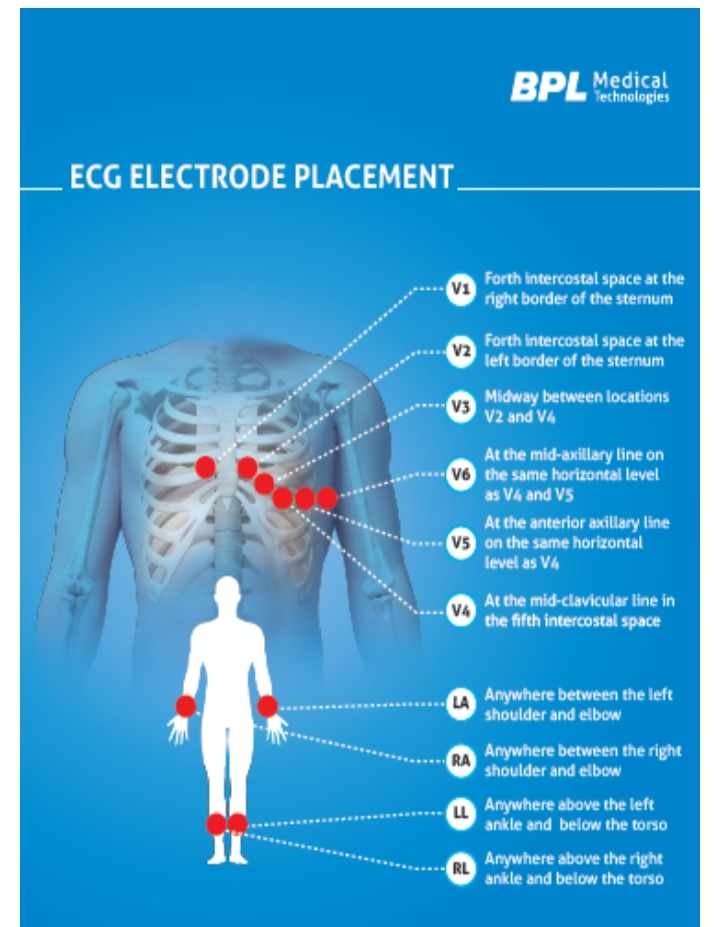 BPL Medical
Technologies
ECG ELECTRODE PLACEMENT
V1
Forth intercostal space at the
right border of the sternum
V2
Forth intercostal space at the
left border of the sternum
V3
Midway between locations
V2 and V4
V6
At the mid-axillary line on
the same horizontal level
as V4 and V5
V5
At the anterior axillary line
on the same horizontal
level as V4
V4
At the mid-clavicular line in
the fifth intercostal space
LA
Anywhere between the left
shoulder and elbow
RA
Anywhere between the right
shoulder and elbow
LL
Anywhere above the left
ankle and below the torso
RL
Anywhere above the right
ankle and below the torso